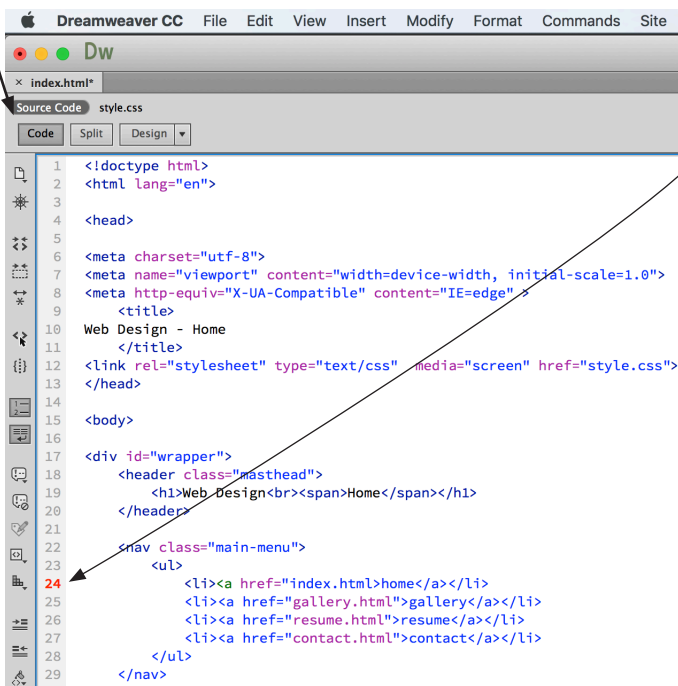 Dreamweaver CC File Edit View Insert Modify Format Commands Site
Dw
× index.html*
Source Code style.css
Code Split Design
1 <!doctype html>
2 <html lang="en">
3
4 <head>
5
6 <meta charset="utf-8">
7 <meta name="viewport" content="width=device-width, initial-scale=1.0">
8 <meta http-equiv="X-UA-Compatible" content="IE=edge" >
9 <title>
10 Web Design - Home
11 </title>
12 <link rel="stylesheet" type="text/css" media="screen" href="style.css">
13 </head>
14
15 <body>
16
17 <div id="wrapper">
18 <header class="masthead">
19 <h1>Web Design<br><span>Home</span></h1>
20 </header>
21
22 <nav class="main-menu">
23 <ul>
24 <li><a href="index.html>home</a></li>
25 <li><a href="gallery.html">gallery</a></li>
26 <li><a href="resume.html">resume</a></li>
27 <li><a href="contact.html">contact</a></li>
28 </ul>
29 </nav>